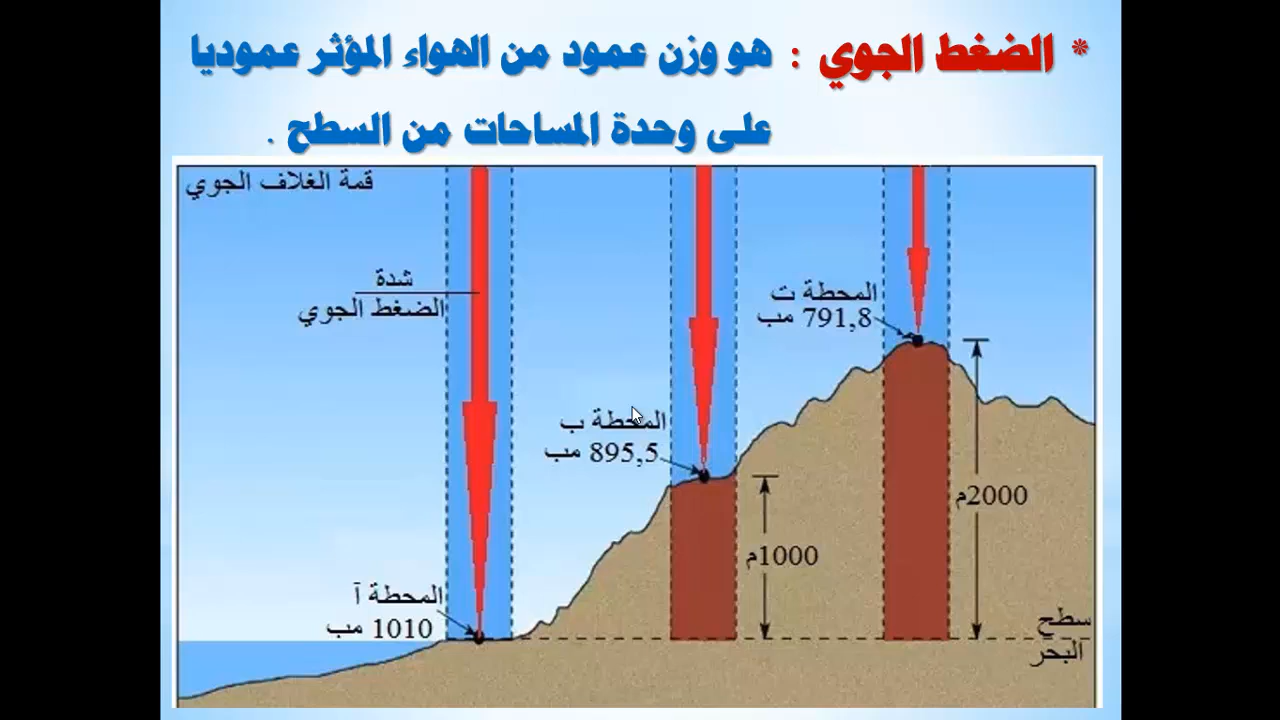 * الضغط الجوي : هو وزن عمود من الهواء المؤثر عموديا
على وحدة المساحات من السطح .
قمة الغلاف الجوي
شدة
الضغط الجوي
المحطة ت
791,8 مب
المحطة ب
895,5 مب
2000م
1000م
المحطة آ
1010 مب
سطح
البحر